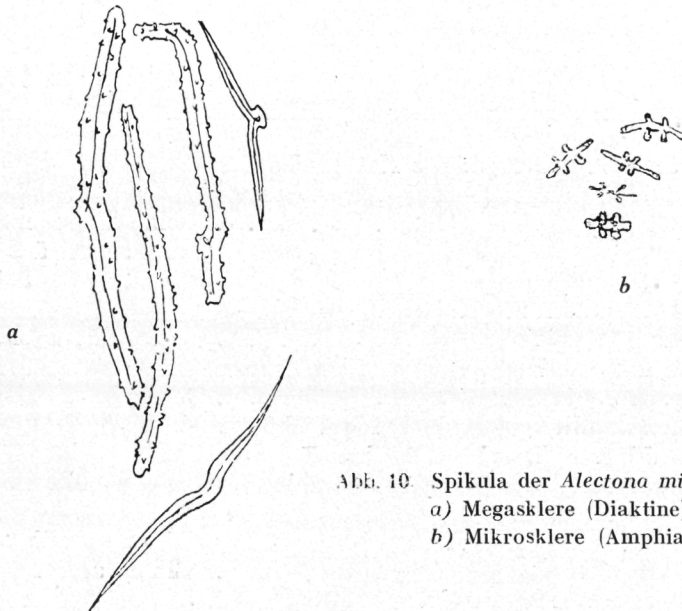 a
b
Abb. 10. Spikula der Alectona mi
a) Megasklere (Diaktine)
b) Mikrosklere (Amphia